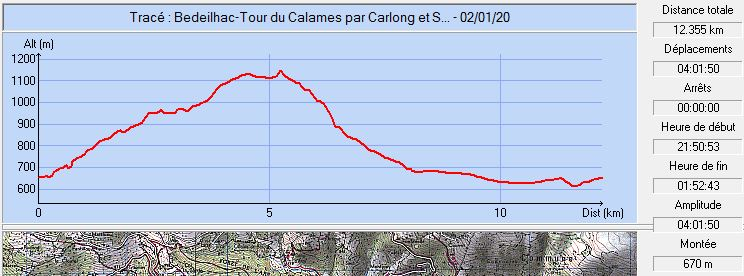 Tracé : Bedeilhac-Tour du Calames par Carlong et S... - 02/01/20
Alt (m)
1200
1100
1000
900
800
700
600
0
5
10
Dist (km)
Distance totale
12.355 km
Déplacements
04:01:50
Arrêts
00:00:00
Heure de début
21:50:53
Heure de fin
01:52:43
Amplitude
04:01:50
Montée
670 m